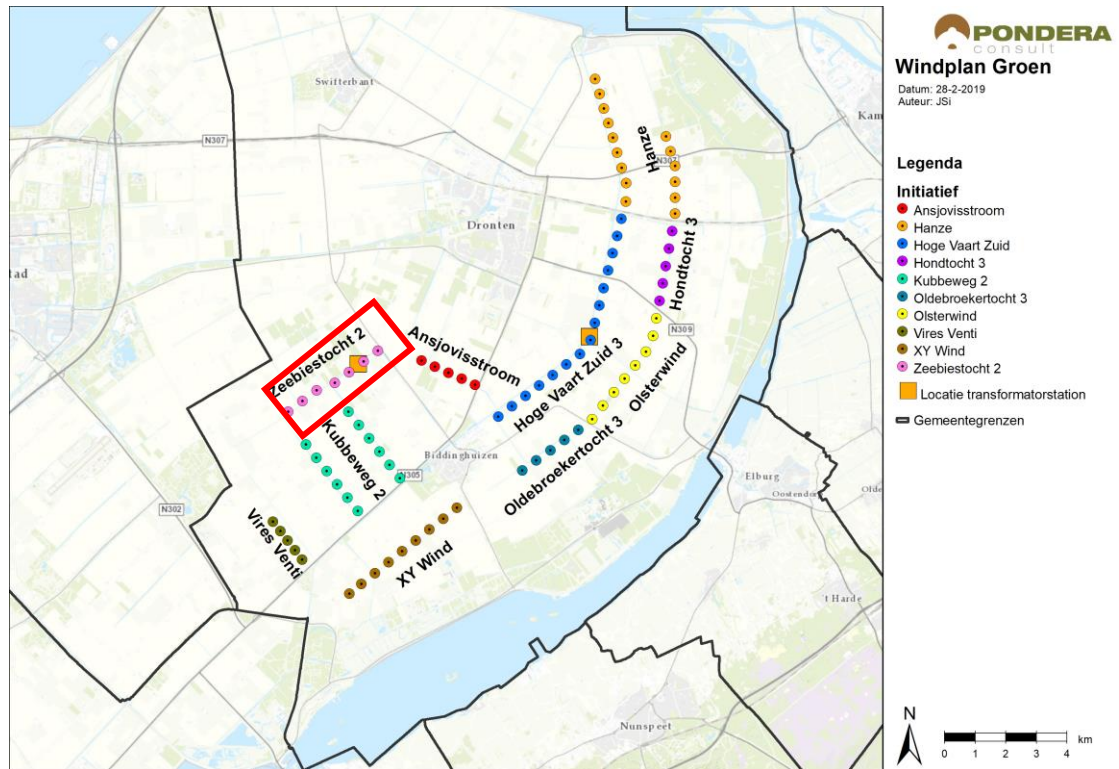 PONDERA
consult
Windplan Groen
Datum: 28-2-2019
Auteur: JSi
Legenda
Initiatief
Ansjovisstroom
Hanze
Hoge Vaart Zuid
Hondtocht 3
Kubbeweg 2
Oldebroekertocht 3
Olsterwind
Vires Venti
XY Wind
Zeebiestocht 2
Locatie transformatorstation
Gemeentegrenzen
N
0 1 2 3 4
km
Swifterbant
N307
Hanze
N307
Kam
Dronten
Hondtocht 3
stad
N309
Ansjovisstroom
Zeebiestocht 2
Hoge Vaart Zuid 3
Olsterwind
Kubbeweg 2
Biddinghuizen
N305
Oldebroekertocht 3
Elburg
Oostendorp
Olde
N302
Vires Venti
XY Wind
't Harde
Nunspeet